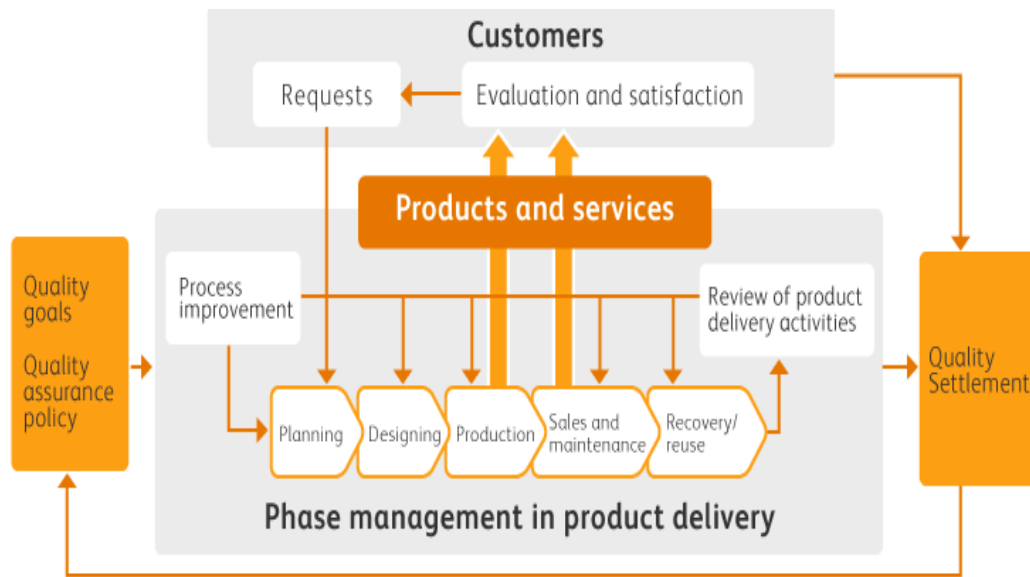 Customers
Requests
Evaluation and satisfaction
Products and services
Quality
goals
Quality
assurance
policy
Process
improvement
Review of product
delivery activities
Quality
Settlement
Planning
Designing
Production
Sales and
maintenance
Recovery/
reuse
Phase management in product delivery